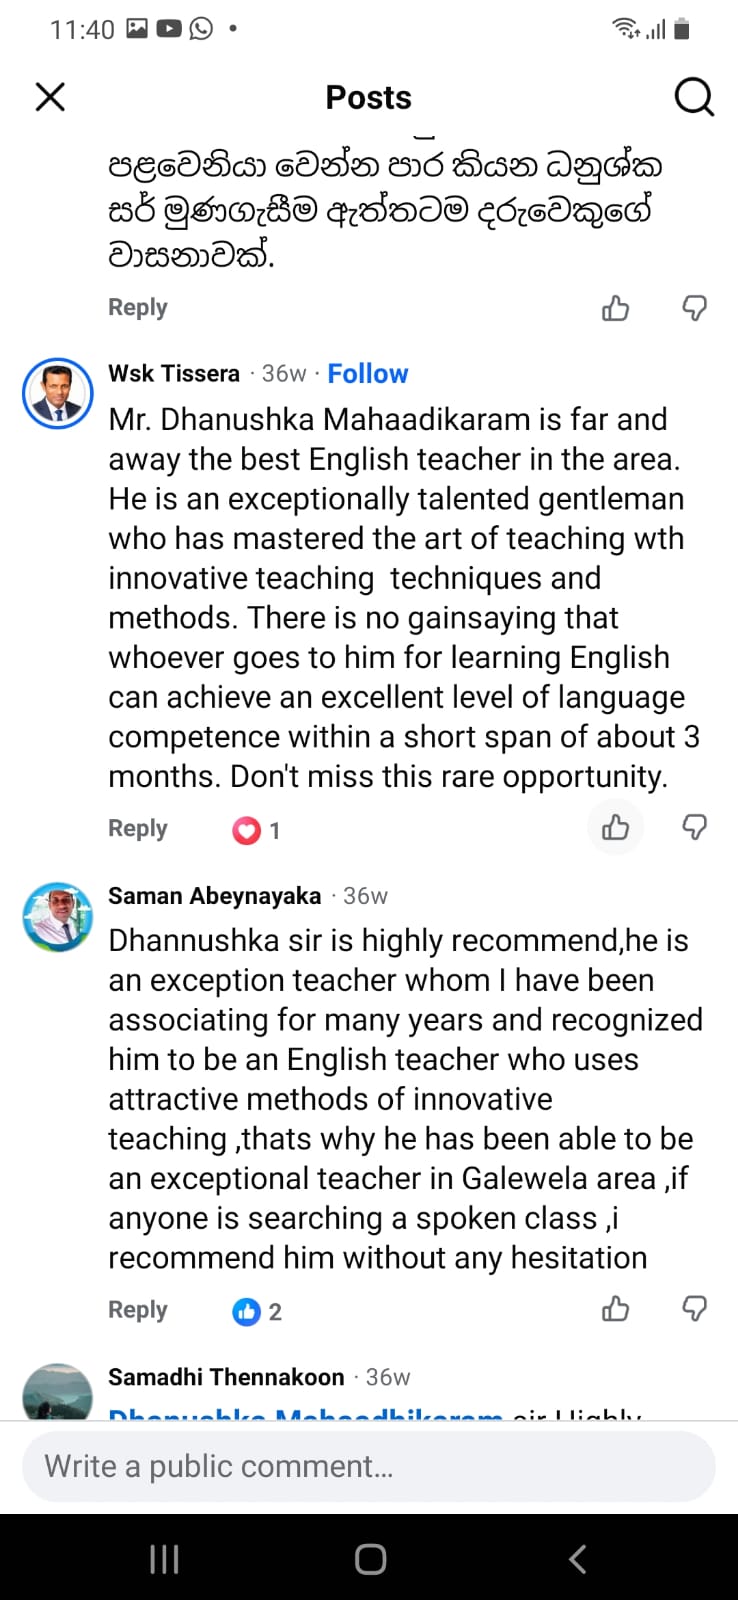 11:40
Posts
පළවෙනියා වෙන්න පාර කියන ධනුශ්ක
සර් මුණගැසීම ඇත්තටම දරුවෙකුගේ
වාසනාවක්.
Reply
Wsk Tissera · 36w · Follow
Mr. Dhanushka Mahaadikaram is far and
away the best English teacher in the area.
He is an exceptionally talented gentleman
who has mastered the art of teaching wth
innovative teaching  techniques and
methods. There is no gainsaying that
whoever goes to him for learning English
can achieve an excellent level of language
competence within a short span of about 3
months. Don't miss this rare opportunity.
Reply 1
Saman Abeynayaka · 36w
Dhannushka sir is highly recommend,he is
an exception teacher whom I have been
associating for many years and recognized
him to be an English teacher who uses
attractive methods of innovative
teaching ,thats why he has been able to be
an exceptional teacher in Galewela area ,if
anyone is searching a spoken class ,i
recommend him without any hesitation
Reply 2
Samadhi Thennakoon · 36w
Dhanushka Mahaadhikaram sir Highly
Write a public comment...